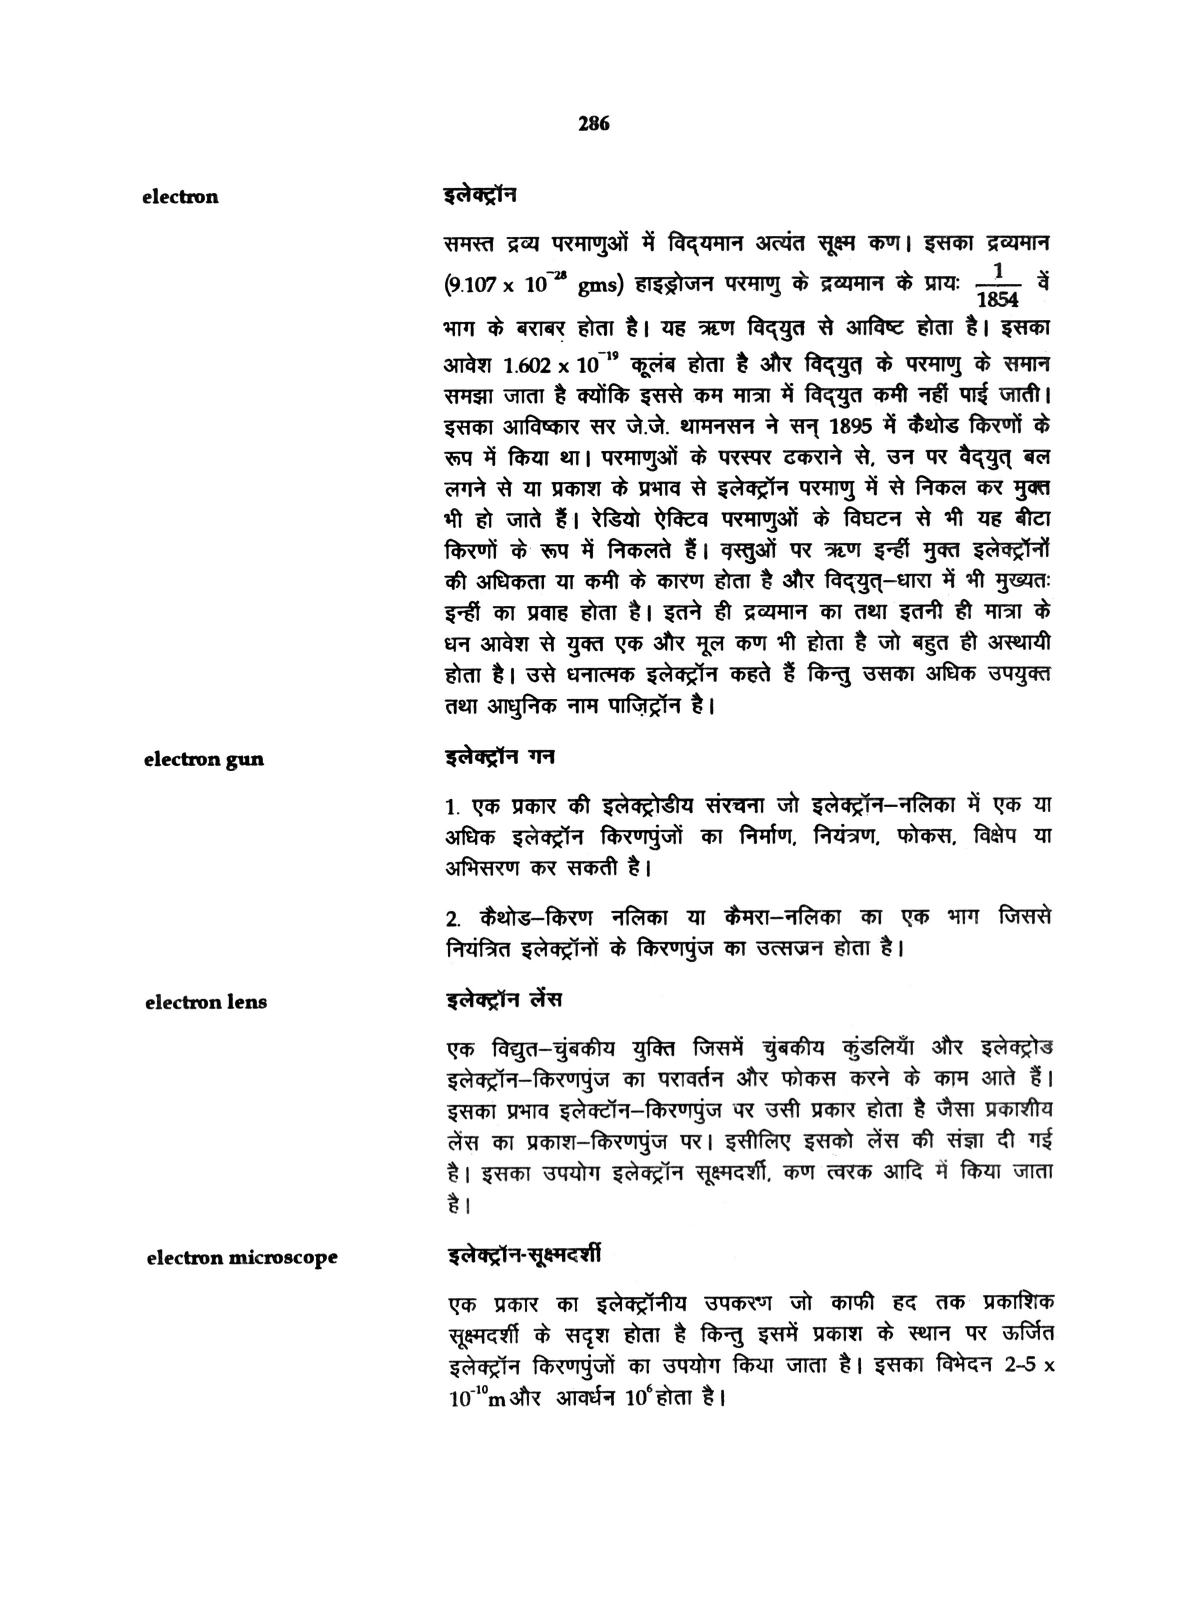 286
electron इलेक्ट्रॉन
समस्त द्रव्य परमाणुओं में विद्यमान अत्यंत सूक्ष्म कण। इसका द्रव्यमान
(9.107 x 10⁻²⁸ gms) हाइड्रोजन परमाणु के द्रव्यमान के प्रायः 1/1854 वें
भाग के बराबर होता है। यह ऋण विद्युत से आविष्ट होता है। इसका
आवेश 1.602 x 10⁻¹⁹ कूलंब होता है और विद्युत् के परमाणु के समान
समझा जाता है क्योंकि इससे कम मात्रा में विद्युत कमी नहीं पाई जाती।
इसका आविष्कार सर जे.जे. थामनसन ने सन् 1895 में कैथोड किरणों के
रूप में किया था। परमाणुओं के परस्पर टकराने से, उन पर वैद्युत् बल
लगने से या प्रकाश के प्रभाव से इलेक्ट्रॉन परमाणु में से निकल कर मुक्त
भी हो जाते हैं। रेडियो ऐक्टिव परमाणुओं के विघटन से भी यह बीटा
किरणों के रूप में निकलते हैं। वस्तुओं पर ऋण इन्हीं मुक्त इलेक्ट्रॉनों
की अधिकता या कमी के कारण होता है और विद्युत्–धारा में भी मुख्यतः
इन्हीं का प्रवाह होता है। इतने ही द्रव्यमान का तथा इतनी ही मात्रा के
धन आवेश से युक्त एक और मूल कण भी होता है जो बहुत ही अस्थायी
होता है। उसे धनात्मक इलेक्ट्रॉन कहते हैं किन्तु उसका अधिक उपयुक्त
तथा आधुनिक नाम पाज़िट्रॉन है।
electron gun इलेक्ट्रॉन गन
1. एक प्रकार की इलेक्ट्रोडीय संरचना जो इलेक्ट्रॉन–नलिका में एक या
अधिक इलेक्ट्रॉन किरणपुंजों का निर्माण, नियंत्रण, फोकस, विक्षेप या
अभिसरण कर सकती है।
2. कैथोड–किरण नलिका या कैमरा–नलिका का एक भाग जिससे
नियंत्रित इलेक्ट्रॉनों के किरणपुंज का उत्सज्रन होता है।
electron lens इलेक्ट्रॉन लेंस
एक विद्युत–चुंबकीय युक्ति जिसमें चुंबकीय कुंडलियाँ और इलेक्ट्रोड
इलेक्ट्रॉन–किरणपुंज का परावर्तन और फोकस करने के काम आते हैं।
इसका प्रभाव इलेक्टॉन–किरणपुंज पर उसी प्रकार होता है जैसा प्रकाशीय
लेंस का प्रकाश–किरणपुंज पर। इसीलिए इसको लेंस की संज्ञा दी गई
है। इसका उपयोग इलेक्ट्रॉन सूक्ष्मदर्शी, कण त्वरक आदि में किया जाता
है।
electron microscope इलेक्ट्रॉन-सूक्ष्मदर्शी
एक प्रकार का इलेक्ट्रॉनीय उपकरण जो काफी हद तक प्रकाशिक
सूक्ष्मदर्शी के सदृश होता है किन्तु इसमें प्रकाश के स्थान पर ऊर्जित
इलेक्ट्रॉन किरणपुंजों का उपयोग किया जाता है। इसका विभेदन 2–5 x
10⁻¹⁰m और आवर्धन 10⁶ होता है।